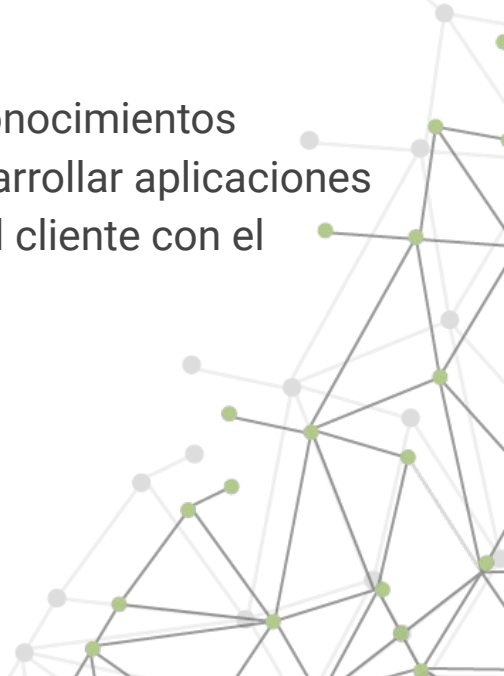 onocimientos
arrollar aplicaciones
l cliente con el